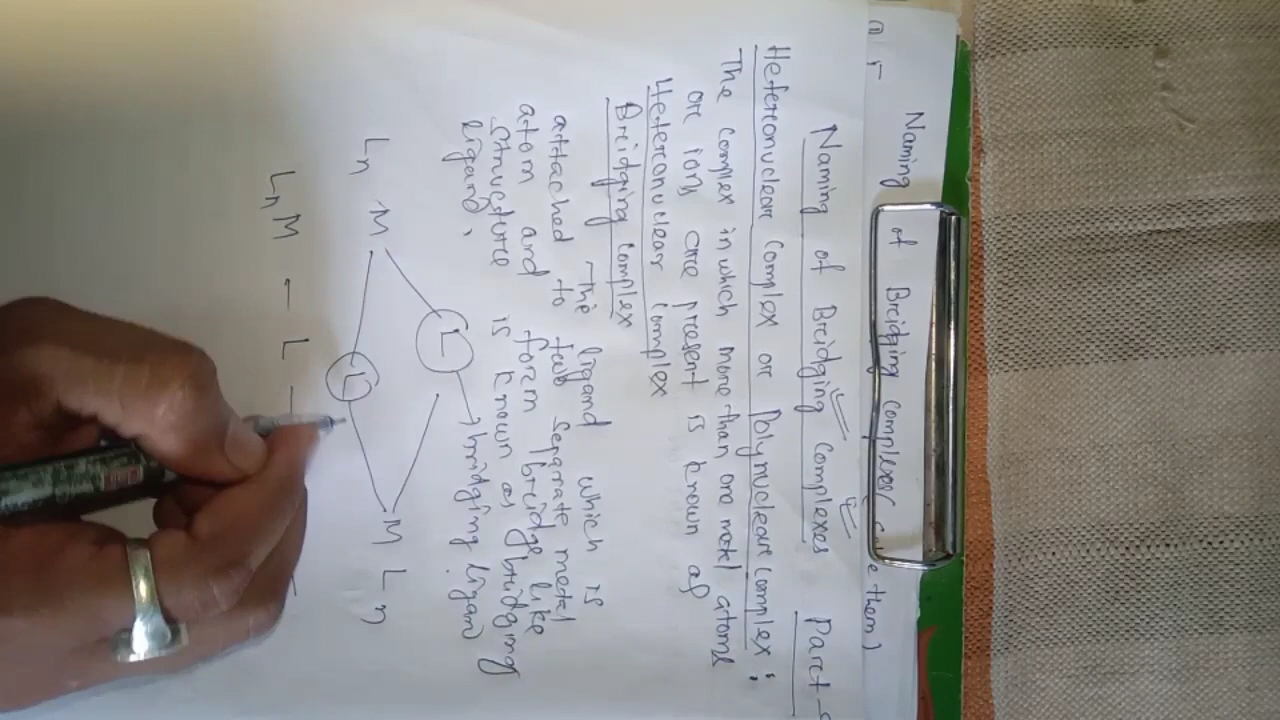 Naming of Bridging Complexes them)
Naming of Bridging Complexes Part-
Heteronuclear Complex or Polynuclear Complex :
The complex in which more than one metal atoms
or ions are present is known as
Heteronuclear Complex
Bridging Complex
The ligand which is
attached to two seprate metal
atom and form bridge like
structure is known as bridging
ligand.
L → bridging ligand
Ln M M Ln
L
LnM - L -